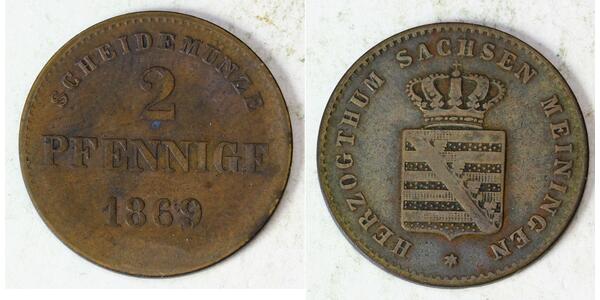 SCHEIDEMÜNZE
2
PFENNIGE
1869
HERZOGTHUM SACHSEN MEININGEN